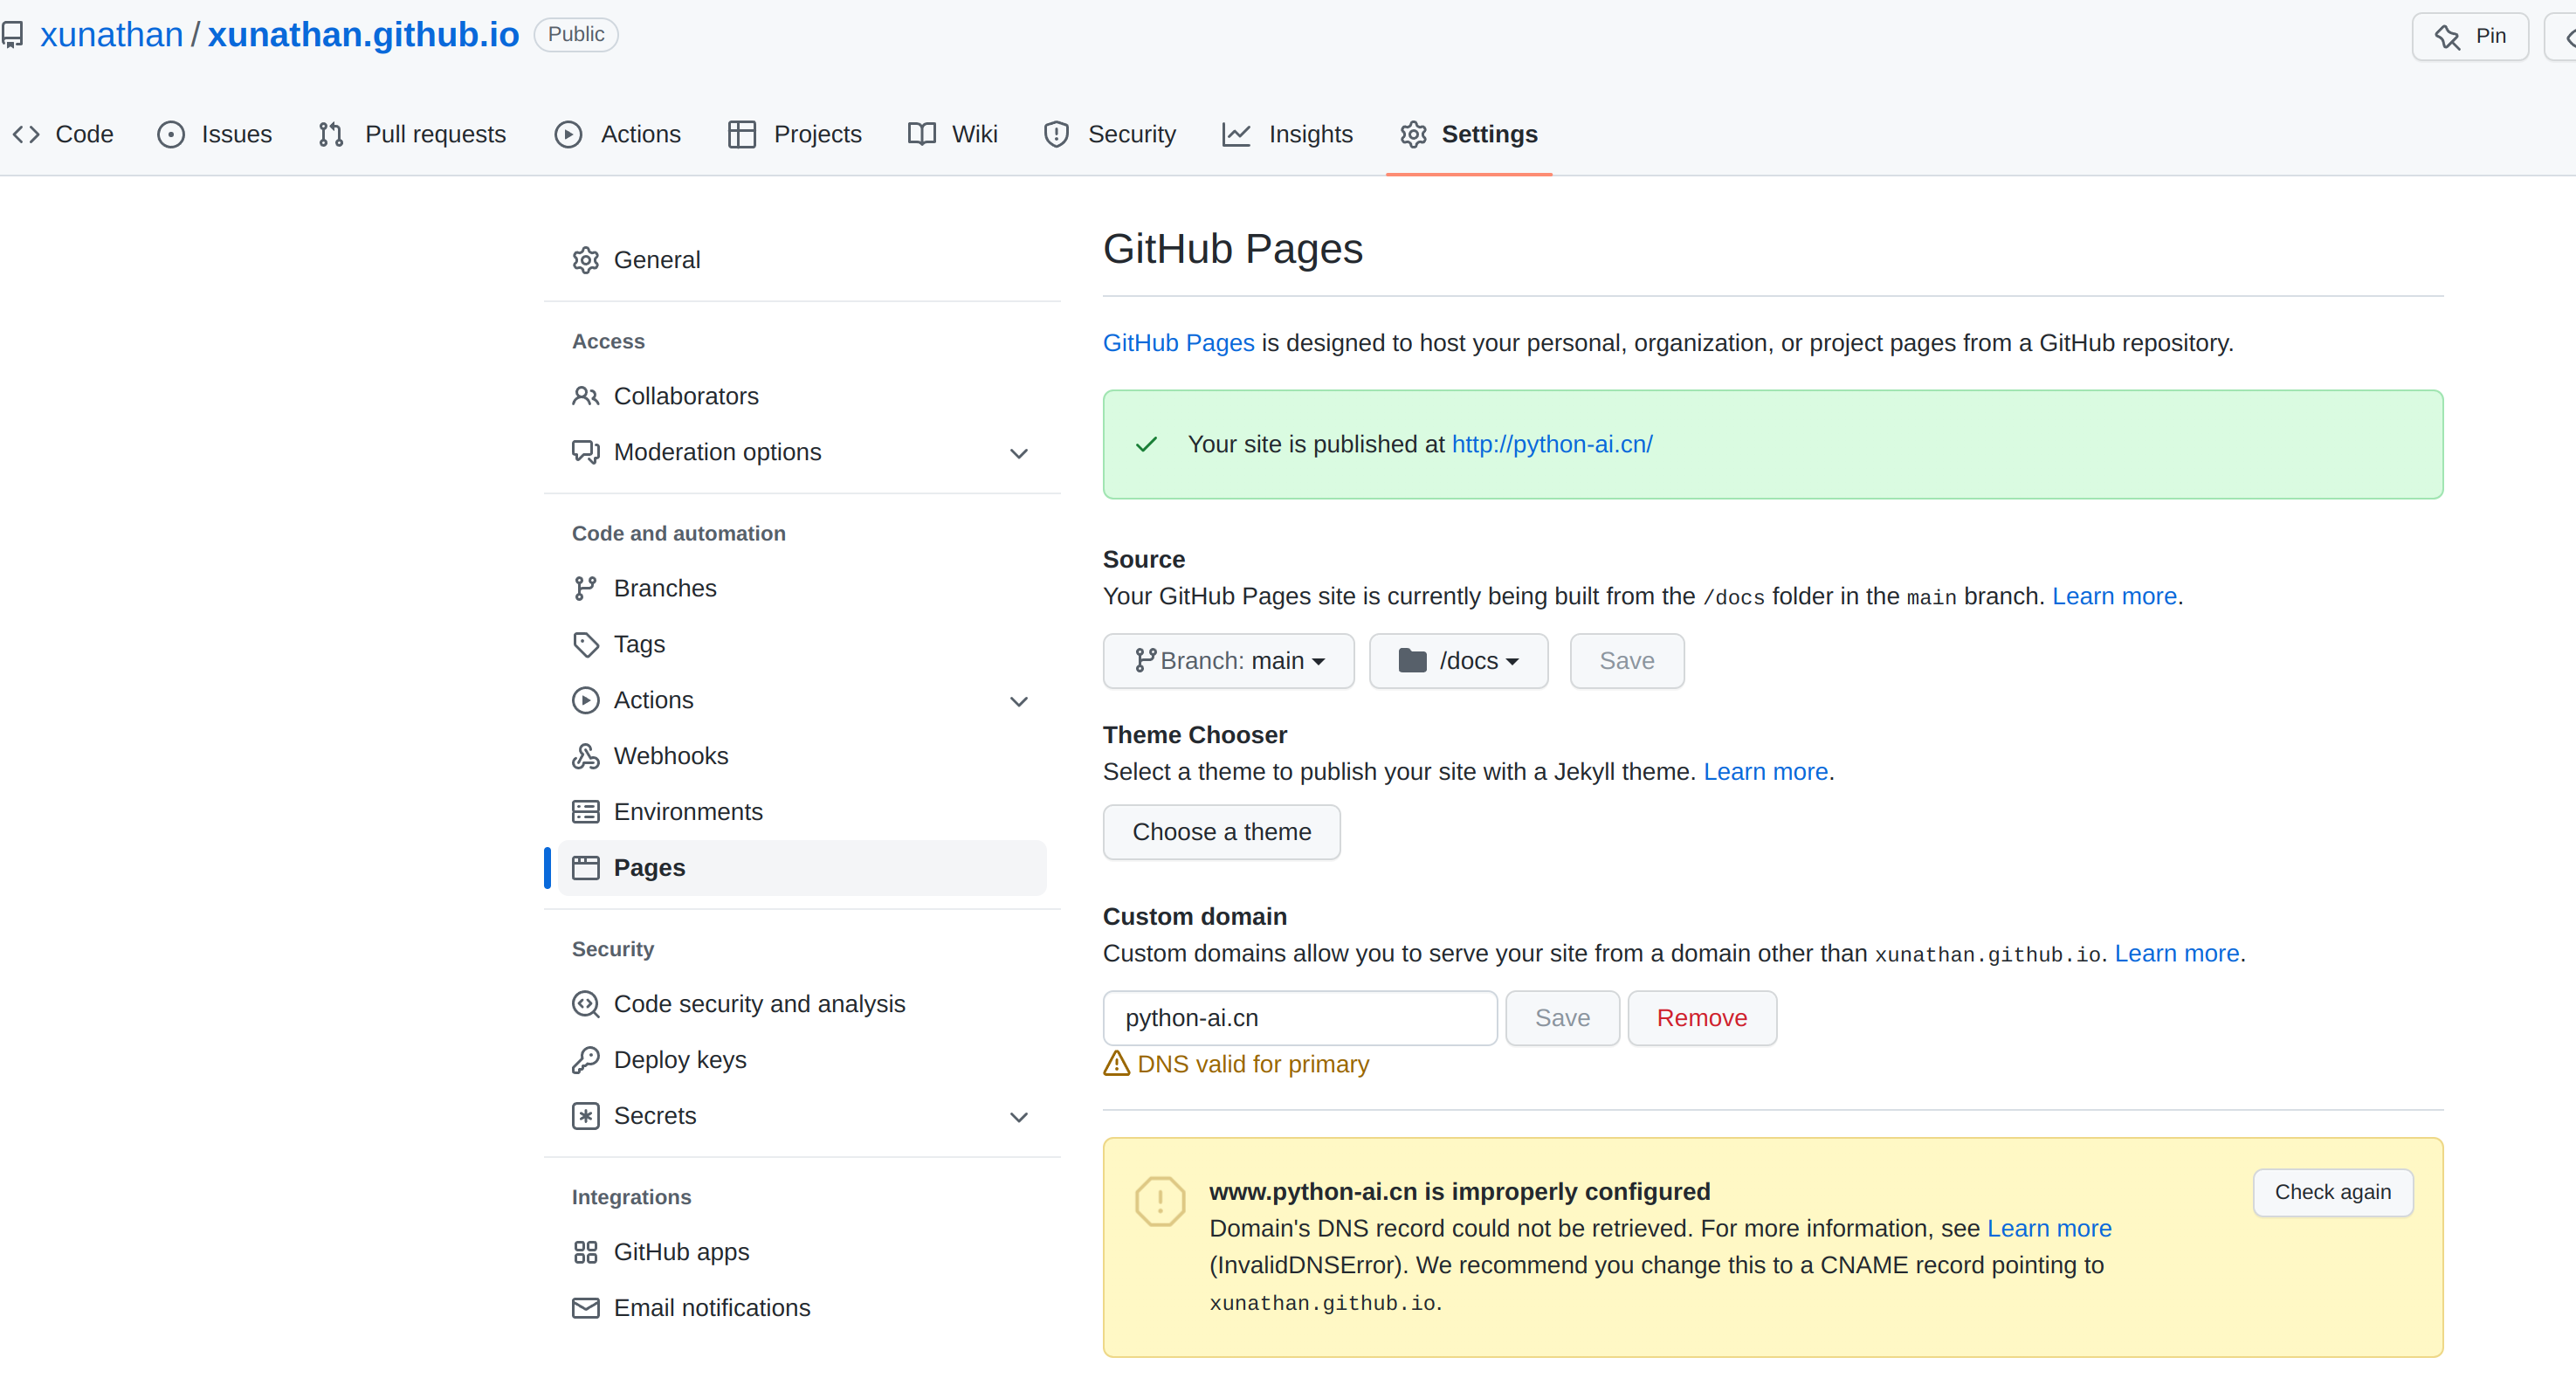 xunathan / xunathan.github.io Public
Pin
Code Issues Pull requests Actions Projects Wiki Security Insights Settings
General
Access
Collaborators
Moderation options
Code and automation
Branches
Tags
Actions
Webhooks
Environments
Pages
Security
Code security and analysis
Deploy keys
Secrets
Integrations
GitHub apps
Email notifications
GitHub Pages
GitHub Pages is designed to host your personal, organization, or project pages from a GitHub repository.
Your site is published at http://python-ai.cn/
Source
Your GitHub Pages site is currently being built from the /docs folder in the main branch. Learn more.
Branch: main /docs Save
Theme Chooser
Select a theme to publish your site with a Jekyll theme. Learn more.
Choose a theme
Custom domain
Custom domains allow you to serve your site from a domain other than xunathan.github.io. Learn more.
python-ai.cn Save Remove
DNS valid for primary
www.python-ai.cn is improperly configured
Check again
Domain's DNS record could not be retrieved. For more information, see Learn more
(InvalidDNSError). We recommend you change this to a CNAME record pointing to
xunathan.github.io.